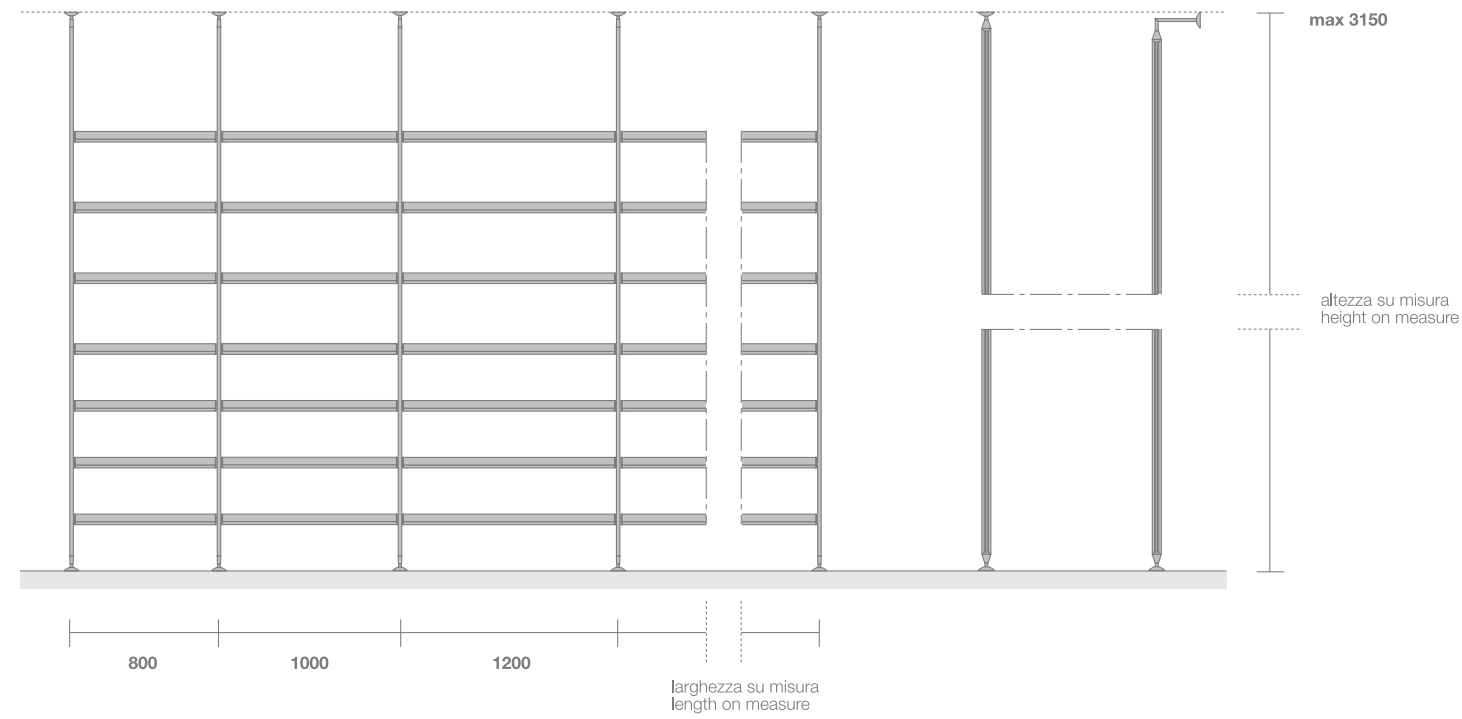 max 3150
altezza su misura
height on measure
800
1000
1200
larghezza su misura
length on measure